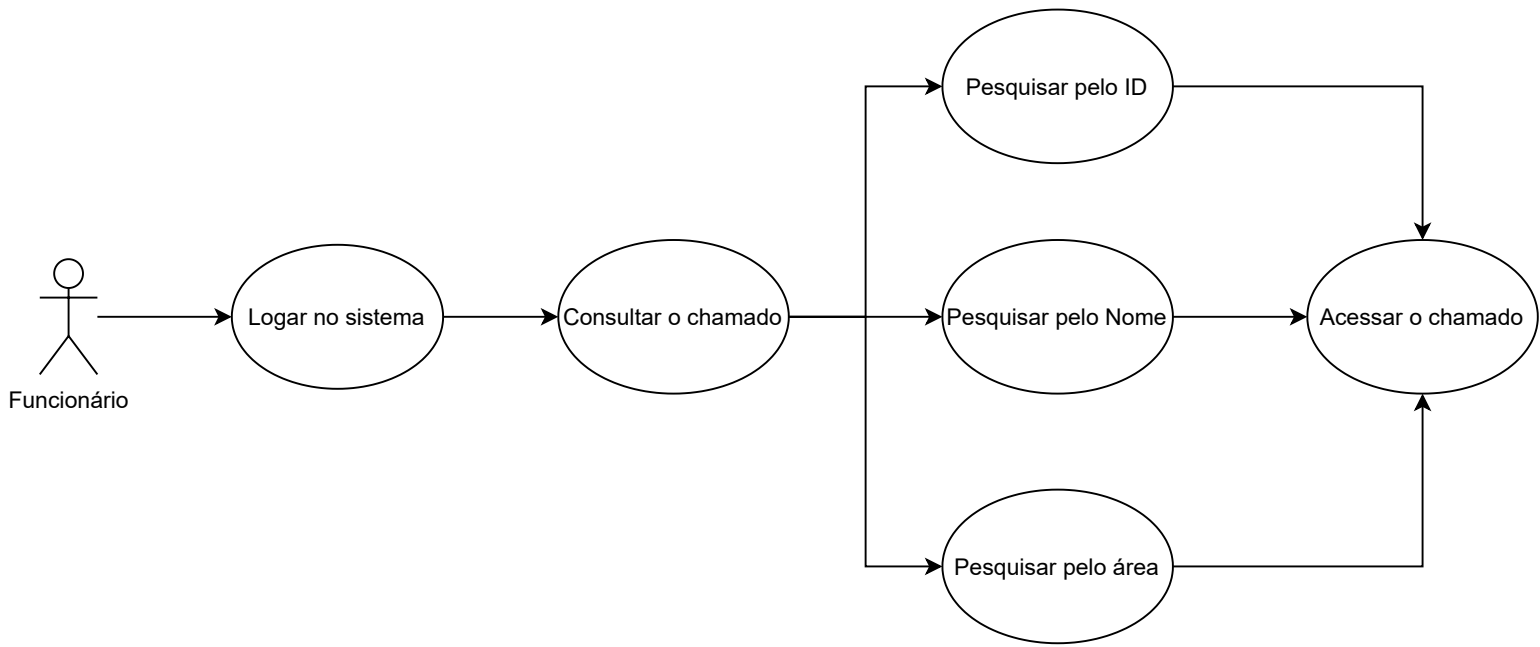 Pesquisar pelo ID
Funcionário
Logar no sistema
Consultar o chamado
Pesquisar pelo Nome
Acessar o chamado
Pesquisar pelo área